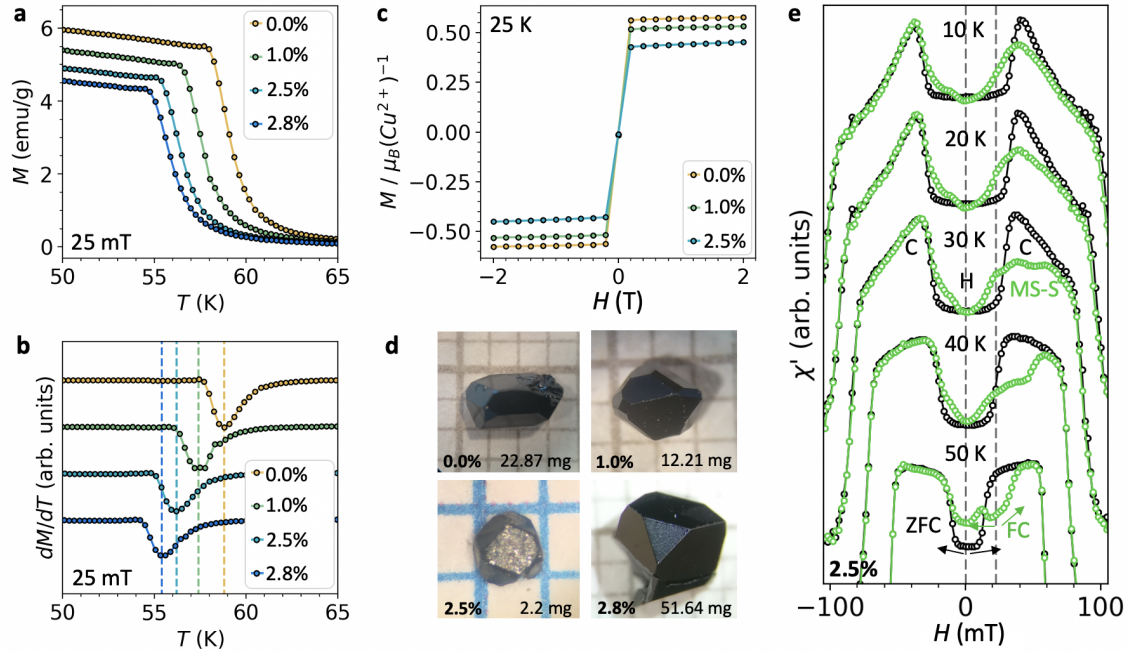 a
M (emu/g)
6
4
2
0
0.0%
1.0%
2.5%
2.8%
25 mT
50 55 60 65
T (K)
b
dM/dT (arb. units)
0.0%
1.0%
2.5%
2.8%
25 mT
50 55 60 65
T (K)
c
25 K
M / μB(Cu²⁺)⁻¹
0.50
0.25
0.00
−0.25
−0.50
0.0%
1.0%
2.5%
−2 0 2
H (T)
d
0.0% 22.87 mg
1.0% 12.21 mg
2.5% 2.2 mg
2.8% 51.64 mg
e
χ' (arb. units)
10 K
20 K
30 K
C H C
MS-S
40 K
50 K
ZFC FC
2.5%
−100 0 100
H (mT)